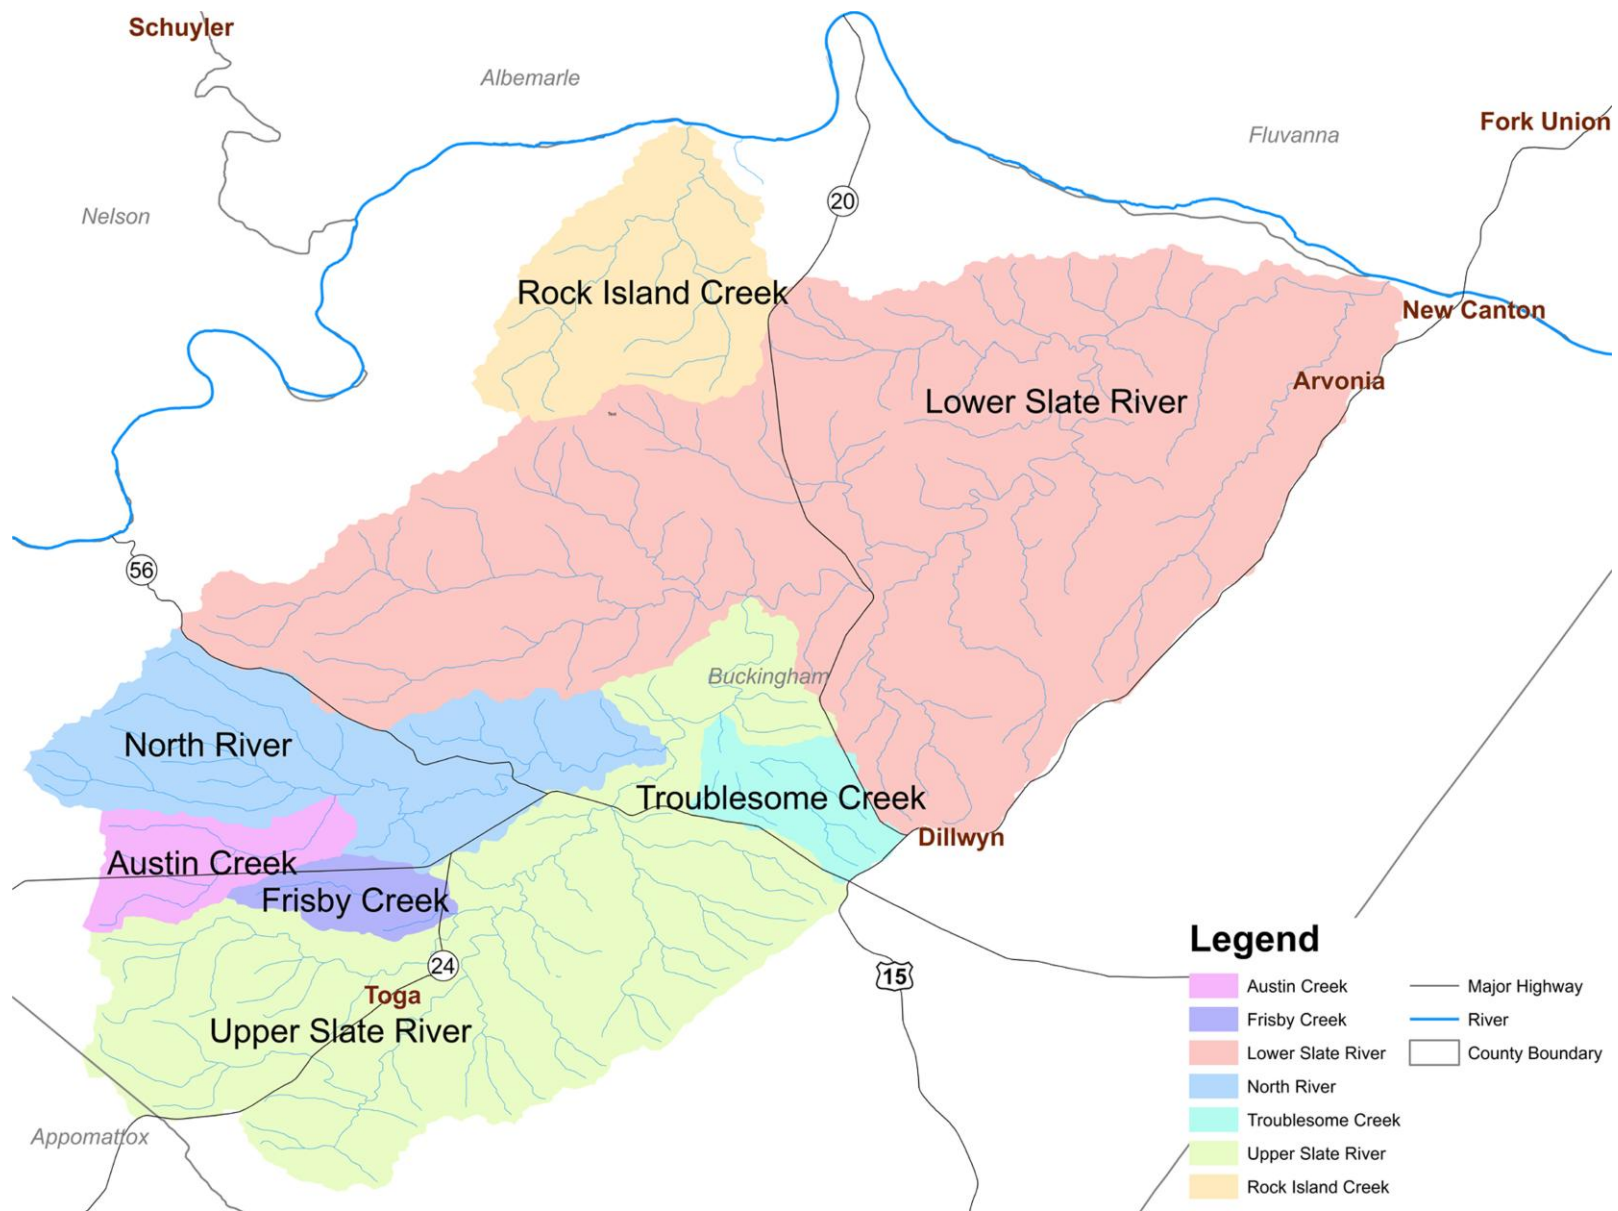 Schuyler
Albemarle
Fork Union
Fluvanna
Nelson
20
Rock Island Creek
New Canton
Arvonia
Lower Slate River
Text
56
Buckingham
North River
Troublesome Creek
Dillwyn
Austin Creek
Frisby Creek
24
15
Toga
Upper Slate River
Appomattox
Legend
Austin Creek
Frisby Creek
Lower Slate River
North River
Troublesome Creek
Upper Slate River
Rock Island Creek
Major Highway
River
County Boundary